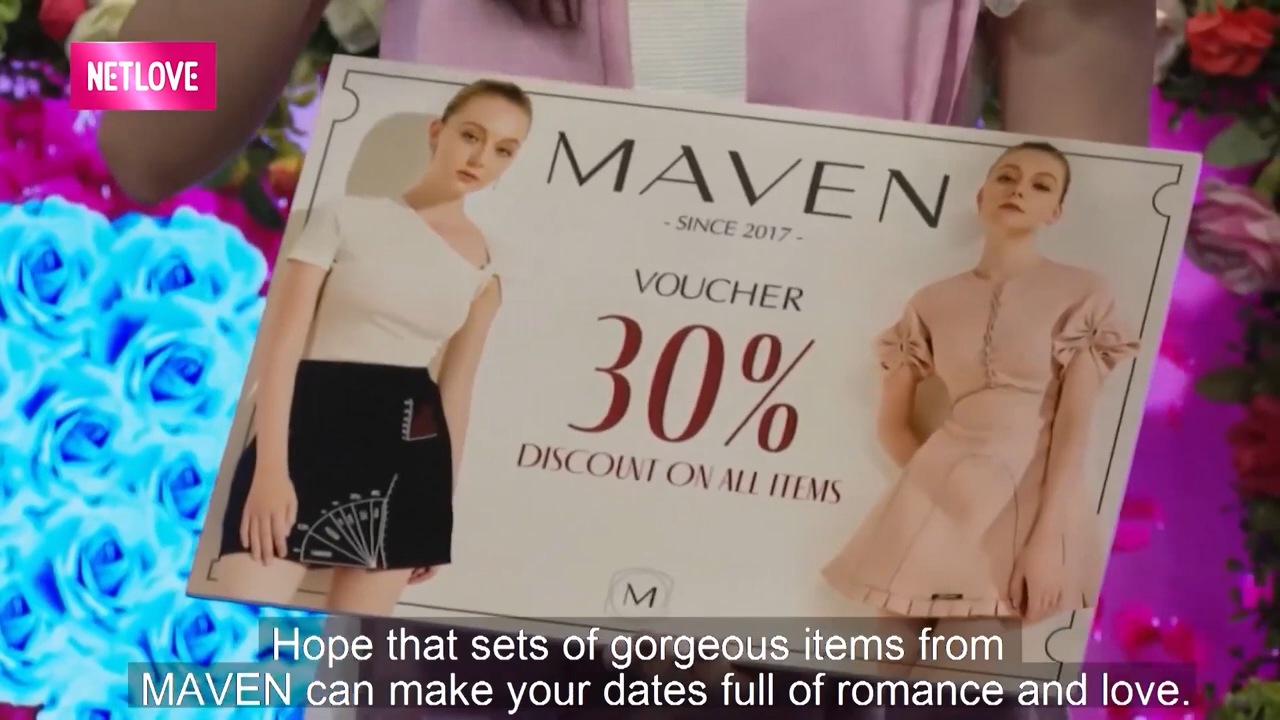 NETLOVE
MAVEN
- SINCE 2017 -
VOUCHER
30%
DISCOUNT ON ALL ITEMS
M
Hope that sets of gorgeous items from
MAVEN can make your dates full of romance and love.